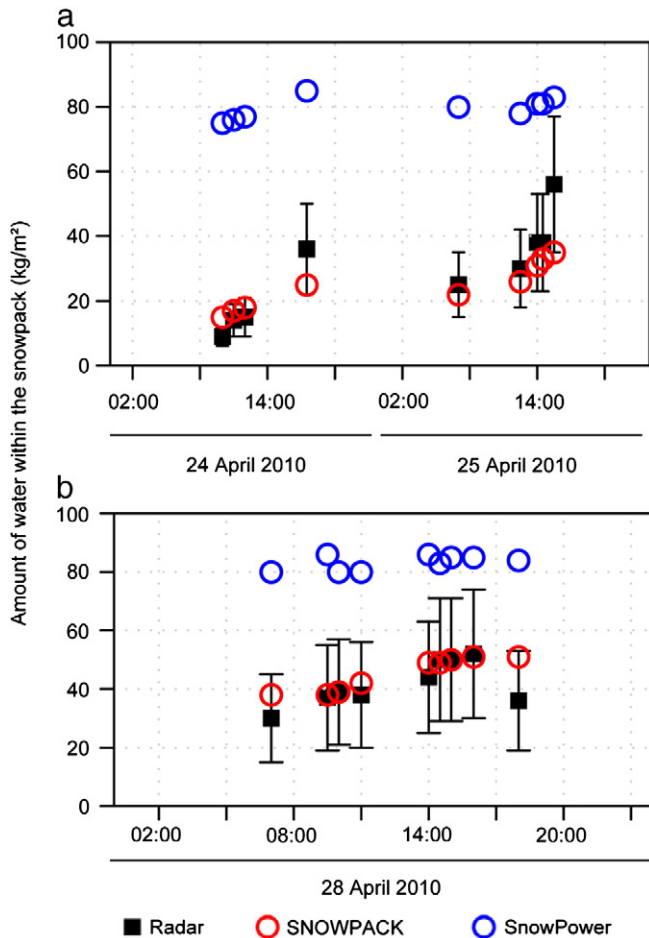 a
Amount of water within the snowpack (kg/m²)
100
80
60
40
20
0
02:00 14:00 02:00 14:00
24 April 2010 25 April 2010
b
100
80
60
40
20
0
02:00 08:00 14:00 20:00
28 April 2010
Radar SNOWPACK SnowPower